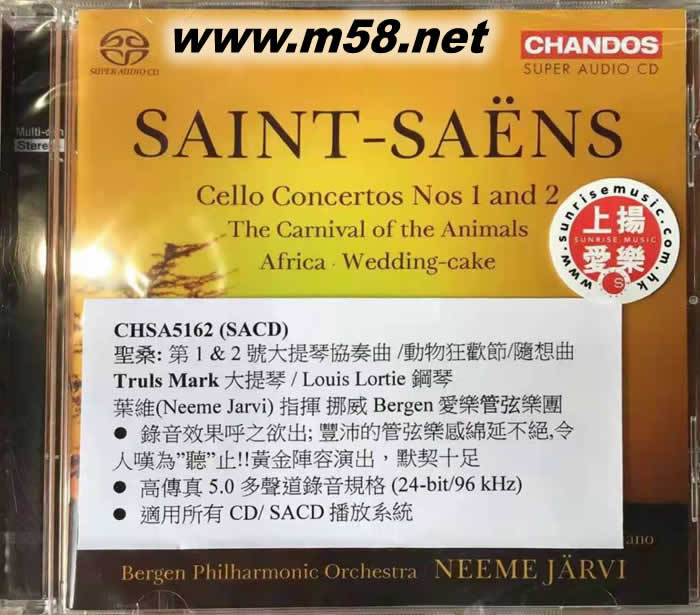 www.m58.net
SUPER AUDIO CD
CHANDOS
SUPER AUDIO CD
Multi-ch
Stereo
SAINT-SAËNS
Cello Concertos Nos 1 and 2
The Carnival of the Animals
Africa · Wedding-cake
www.sunrisemusic.com.hk
上揚
SUNRISE MUSIC
愛樂
S
CHSA5162 (SACD)
聖桑: 第 1 & 2 號大提琴協奏曲 /動物狂歡節/隨想曲
Truls Mark 大提琴 / Louis Lortie 鋼琴
葉維(Neeme Jarvi) 指揮 挪威 Bergen 愛樂管弦樂團
● 錄音效果呼之欲出; 豐沛的管弦樂感綿延不絕,令
人嘆為”聽”止!!黃金陣容演出，默契十足
● 高傳真 5.0 多聲道錄音規格 (24-bit/96 kHz)
● 適用所有 CD/ SACD 播放系統
ano
Bergen Philharmonic Orchestra NEEME JÄRVI